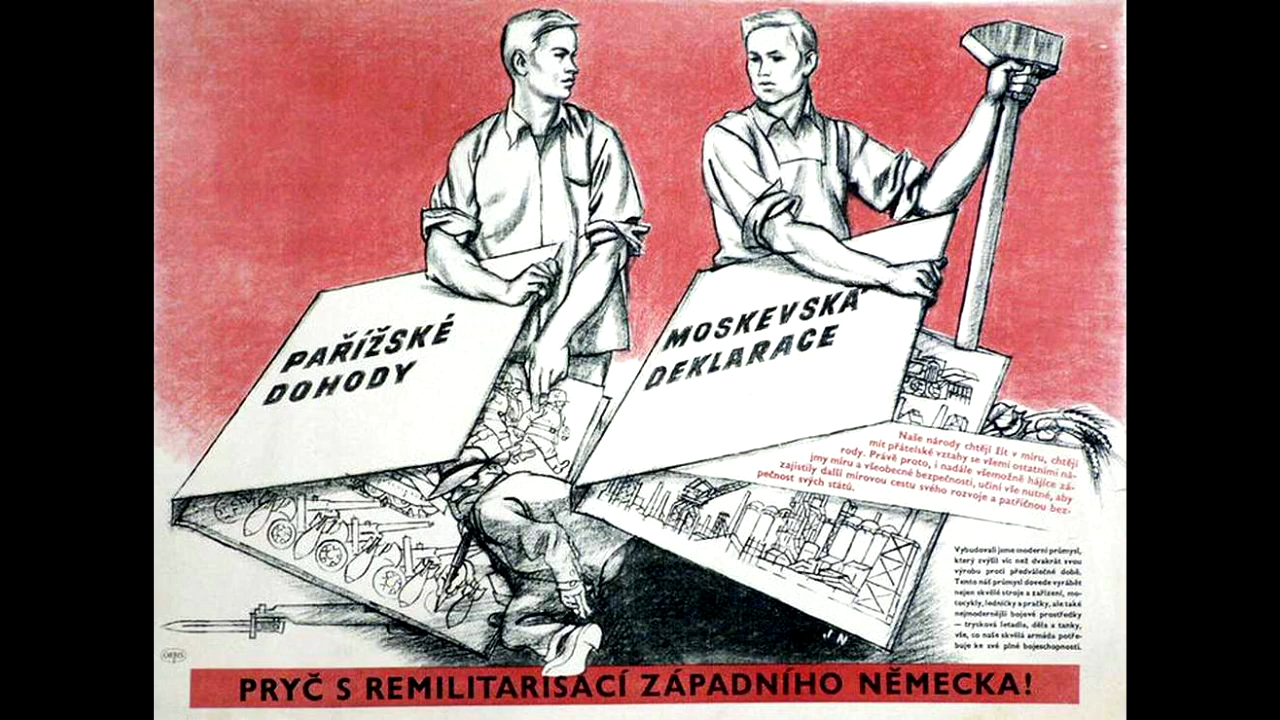 PAŘÍŽSKÉ
DOHODY
MOSKEVSKÁ
DEKLARACE
Naše národy chtějí žít v míru, chtějí
mít přátelské vztahy se všemi ostatními ná-
rody. Právě proto, i nadále všemožně hájíce zá-
jmy míru a všeobecné bezpečnosti, učiní vše nutné, aby
zajistily další mírovou cestu svého rozvoje a patřičnou bez-
pečnost svých států.
Vybudovali jsme moderní průmysl,
který zvýšil víc než dvakrát svou
výrobu proti předválečné době.
Tento náš průmysl dovede vyrábět
nejen skvělé stroje a zařízení, mo-
tocykly, ledničky a pračky, ale také
nejmodernější bojové prostředky
— trysková letadla, děla a tanky,
vše, co naše skvělá armáda potře-
buje ke své plné bojeschopnosti.
JN
ORBIS
PRYČ S REMILITARISACÍ ZÁPADNÍHO NĚMECKA!